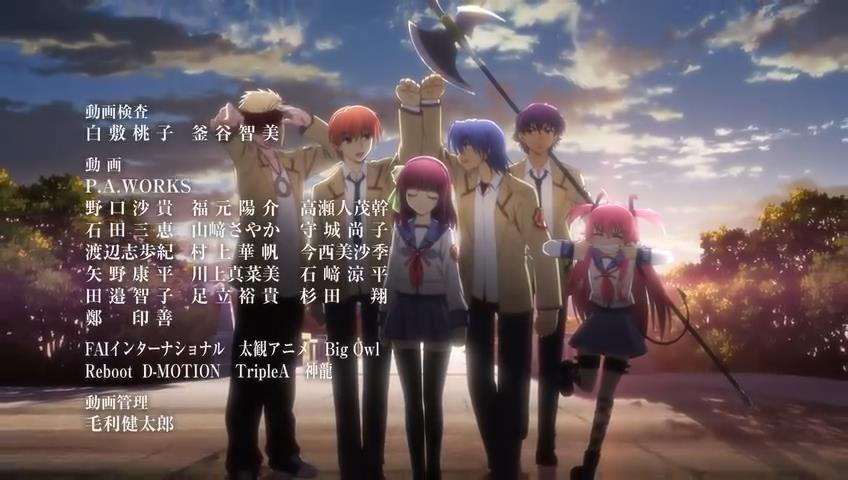 動画検査
白敷桃子 釜谷智美
動画
P.A.WORKS
野口沙貴 福元陽介 高瀬人茂幹
石田三恵 山﨑さやか 守城尚子
渡辺志歩紀 村上華帆 今西美沙季
矢野康平 川上真菜美 石﨑涼平
田邉智子 足立裕貴 杉田 翔
鄭 印善
FAIインターナショナル 太観アニメ Big Owl
Reboot D-MOTION TripleA 神龍
動画管理
毛利健太郎